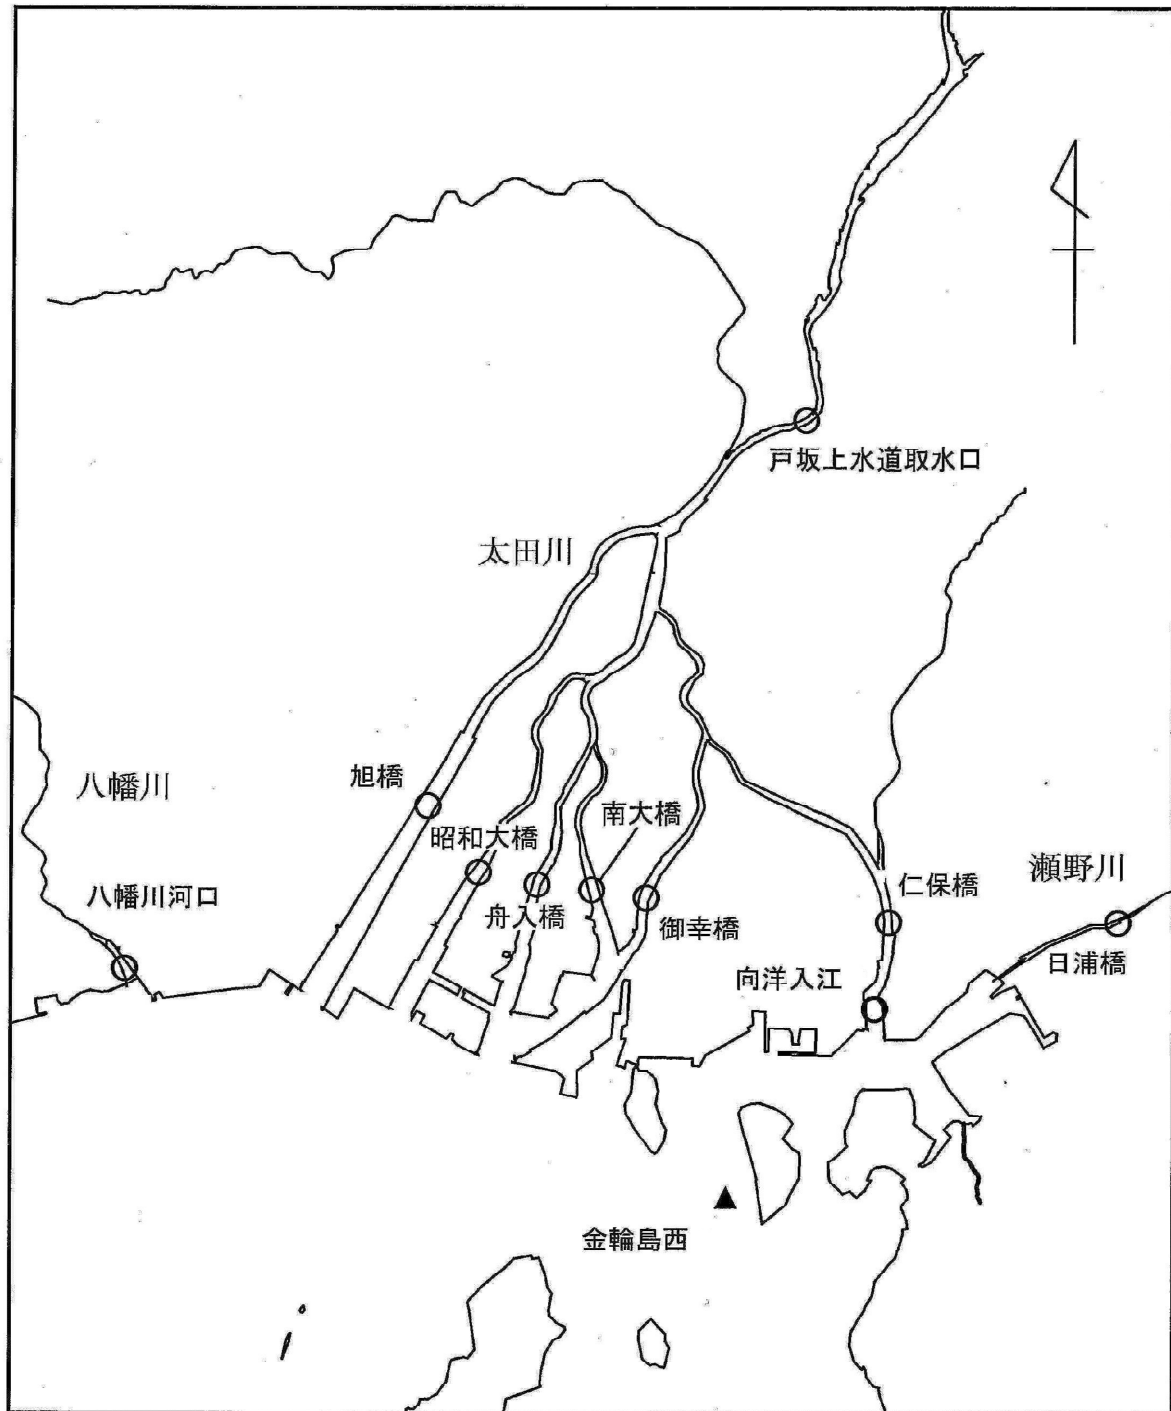 戸坂上水道取水口
太田川
八幡川
旭橋
南大橋
昭和大橋
瀬野川
八幡川河口
仁保橋
舟入橋
御幸橋
日浦橋
向洋入江
金輪島西